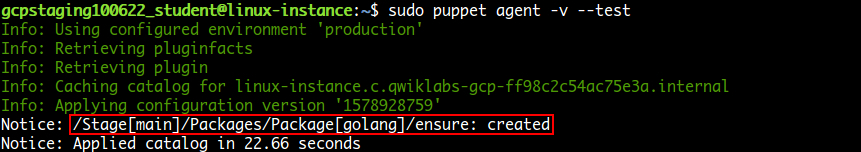 gcpstaging100622_student@linux-instance:~$ sudo puppet agent -v --test
Info: Using configured environment 'production'
Info: Retrieving pluginfacts
Info: Retrieving plugin
Info: Caching catalog for linux-instance.c.qwiklabs-gcp-ff98c2c54ac75e3a.internal
Info: Applying configuration version '1578928759'
Notice: /Stage[main]/Packages/Package[golang]/ensure: created
Notice: Applied catalog in 22.66 seconds